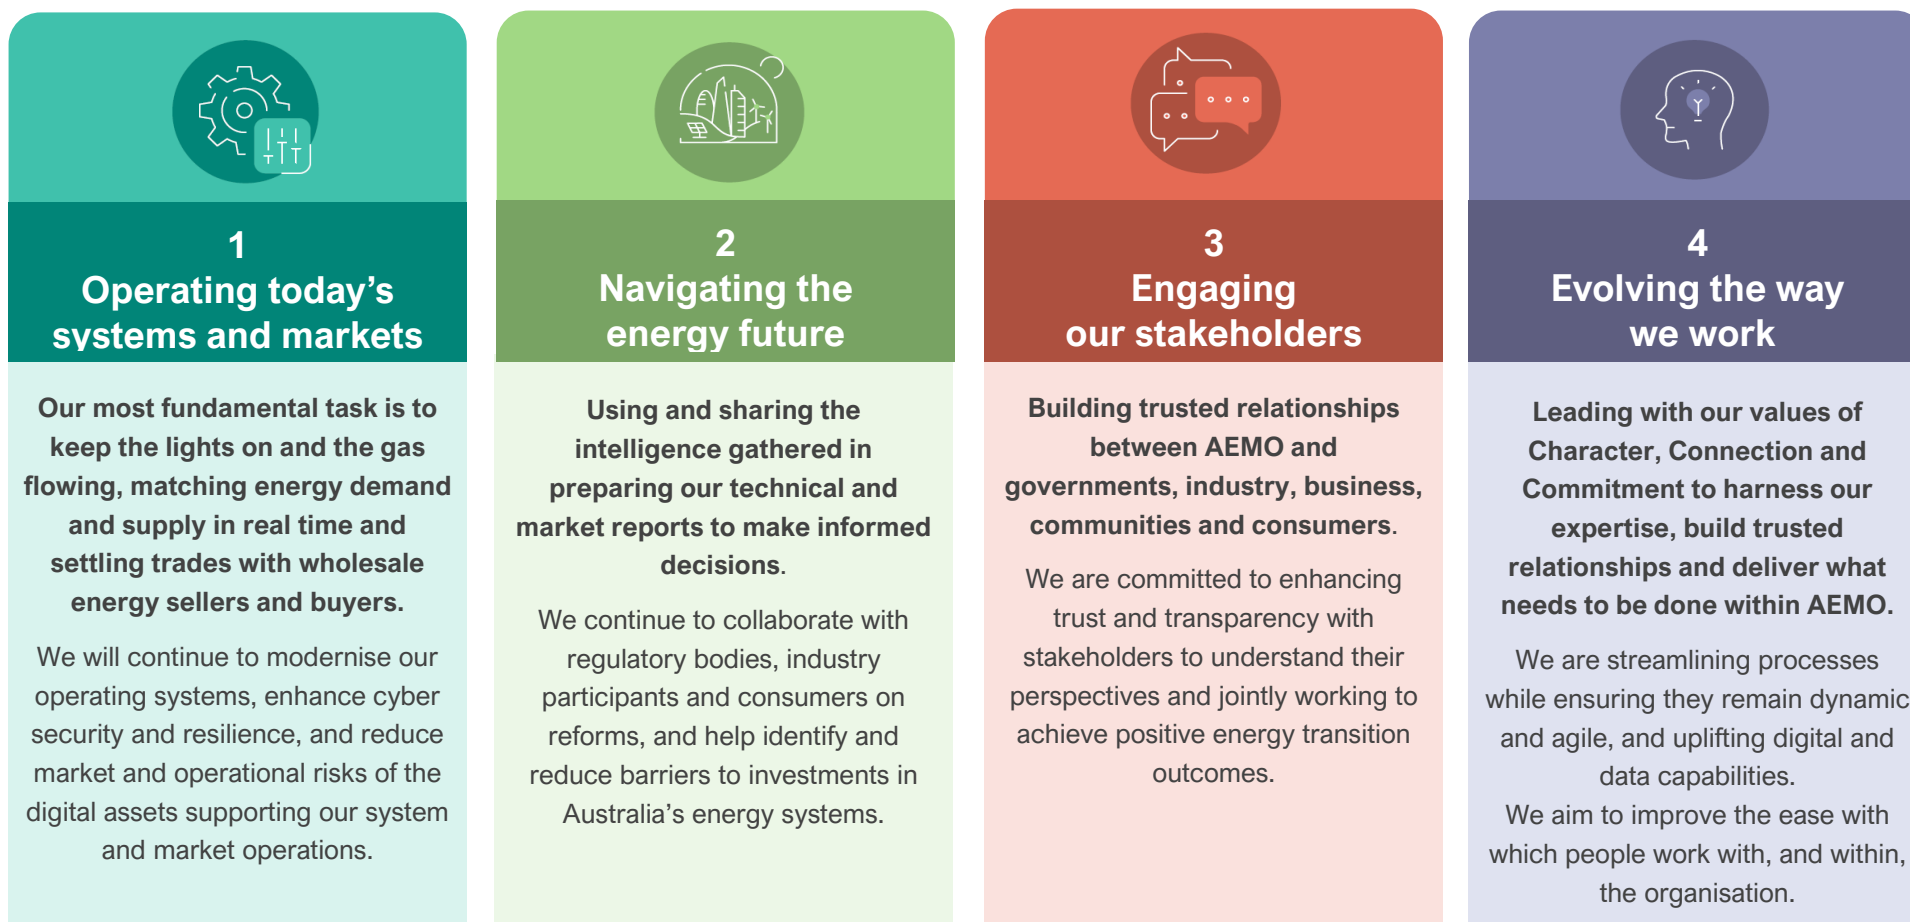 1
Operating today’s
systems and markets
Our most fundamental task is to
keep the lights on and the gas
flowing, matching energy demand
and supply in real time and
settling trades with wholesale
energy sellers and buyers.
We will continue to modernise our
operating systems, enhance cyber
security and resilience, and reduce
market and operational risks of the
digital assets supporting our system
and market operations.
2
Navigating the
energy future
Using and sharing the
intelligence gathered in
preparing our technical and
market reports to make informed
decisions.
We continue to collaborate with
regulatory bodies, industry
participants and consumers on
reforms, and help identify and
reduce barriers to investments in
Australia’s energy systems.
3
Engaging
our stakeholders
Building trusted relationships
between AEMO and
governments, industry, business,
communities and consumers.
We are committed to enhancing
trust and transparency with
stakeholders to understand their
perspectives and jointly working to
achieve positive energy transition
outcomes.
4
Evolving the way
we work
Leading with our values of
Character, Connection and
Commitment to harness our
expertise, build trusted
relationships and deliver what
needs to be done within AEMO.
We are streamlining processes
while ensuring they remain dynamic
and agile, and uplifting digital and
data capabilities.
We aim to improve the ease with
which people work with, and within,
the organisation.